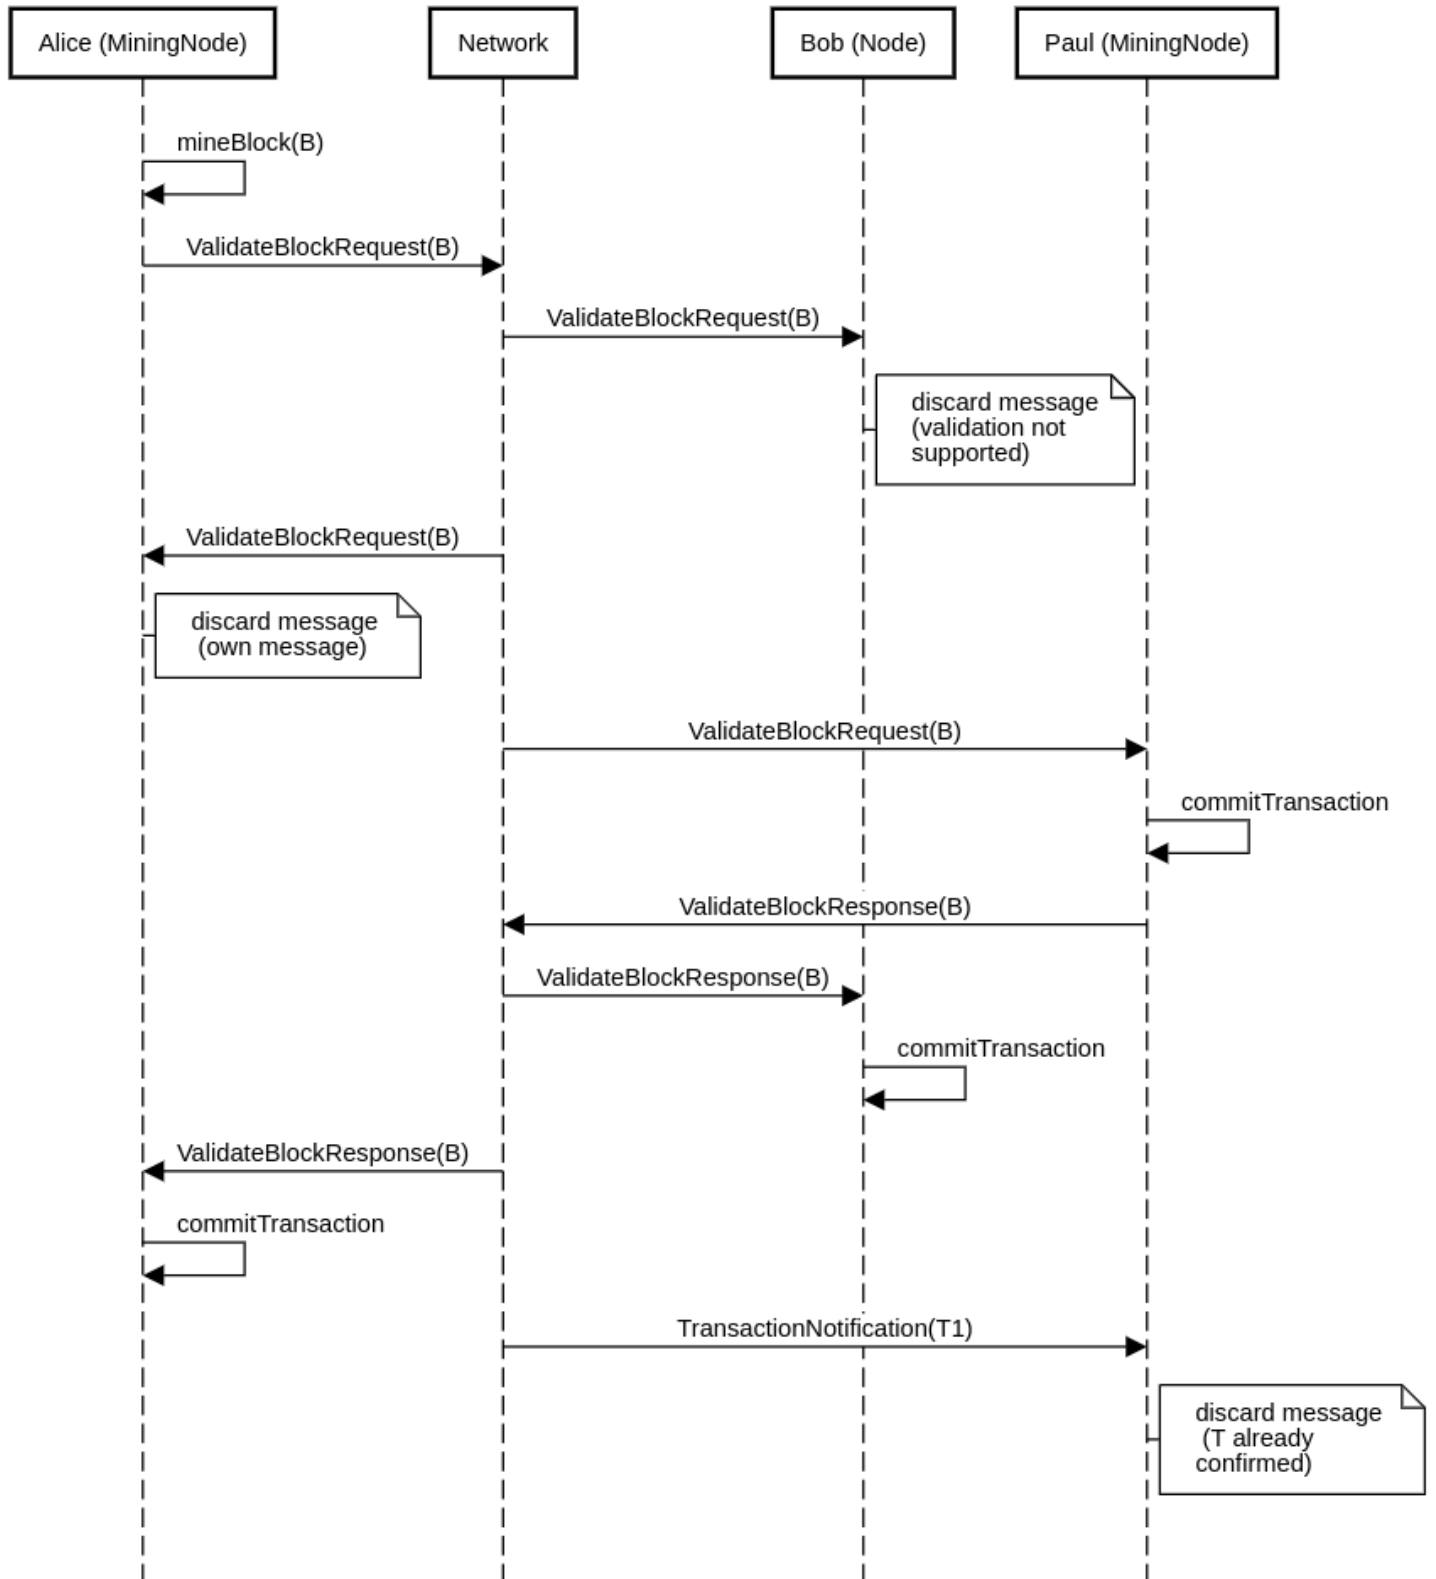 Alice (MiningNode)
Network
Bob (Node)
Paul (MiningNode)
mineBlock(B)
ValidateBlockRequest(B)
ValidateBlockRequest(B)
discard message
(validation not
supported)
ValidateBlockRequest(B)
discard message
(own message)
ValidateBlockRequest(B)
commitTransaction
ValidateBlockResponse(B)
ValidateBlockResponse(B)
commitTransaction
ValidateBlockResponse(B)
commitTransaction
TransactionNotification(T1)
discard message
(T already
confirmed)